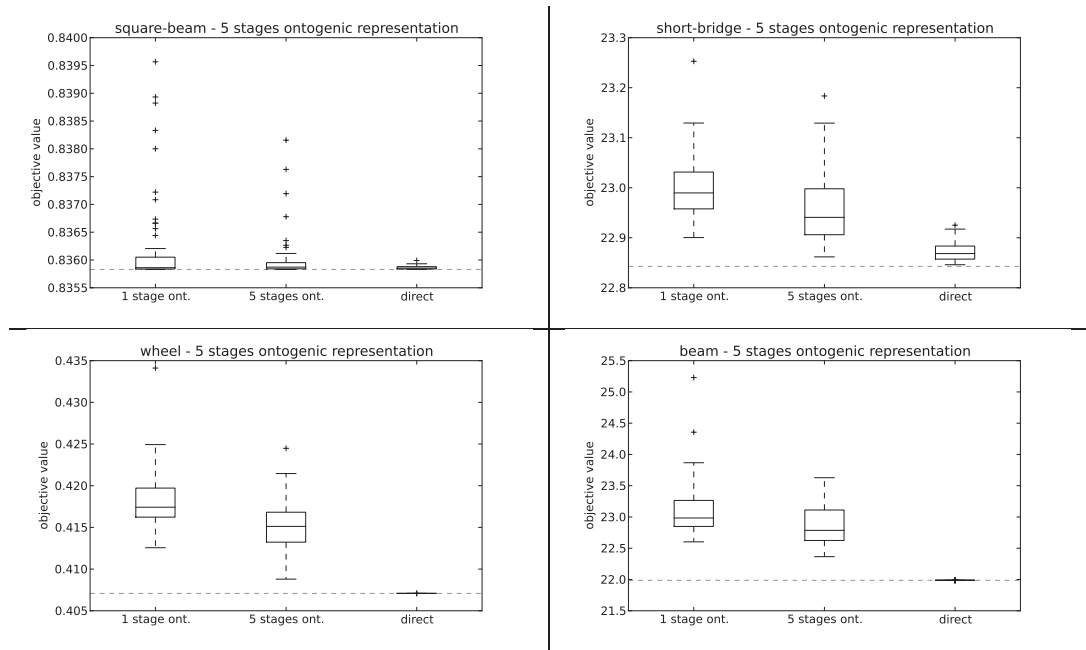 square-beam - 5 stages ontogenic representation
0.8400
0.8395
0.8390
0.8385
0.8380
0.8375
0.8370
0.8365
0.8360
0.8355
objective value
1 stage ont. 5 stages ont. direct
short-bridge - 5 stages ontogenic representation
23.3
23.2
23.1
23.0
22.9
22.8
objective value
1 stage ont. 5 stages ont. direct
wheel - 5 stages ontogenic representation
0.435
0.430
0.425
0.420
0.415
0.410
0.405
objective value
1 stage ont. 5 stages ont. direct
beam - 5 stages ontogenic representation
25.5
25.0
24.5
24.0
23.5
23.0
22.5
22.0
21.5
objective value
1 stage ont. 5 stages ont. direct